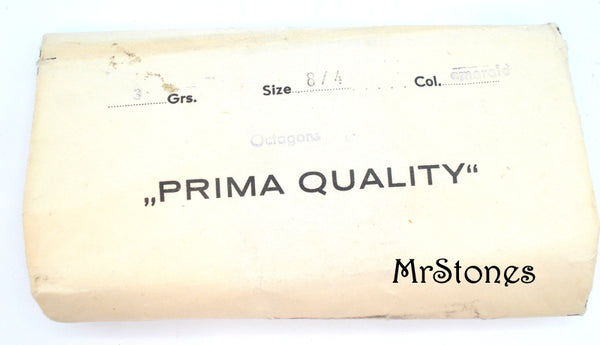 3 Grs. Size 8/4 Col. emerald
Octagons
„PRIMA QUALITY“
MrStones